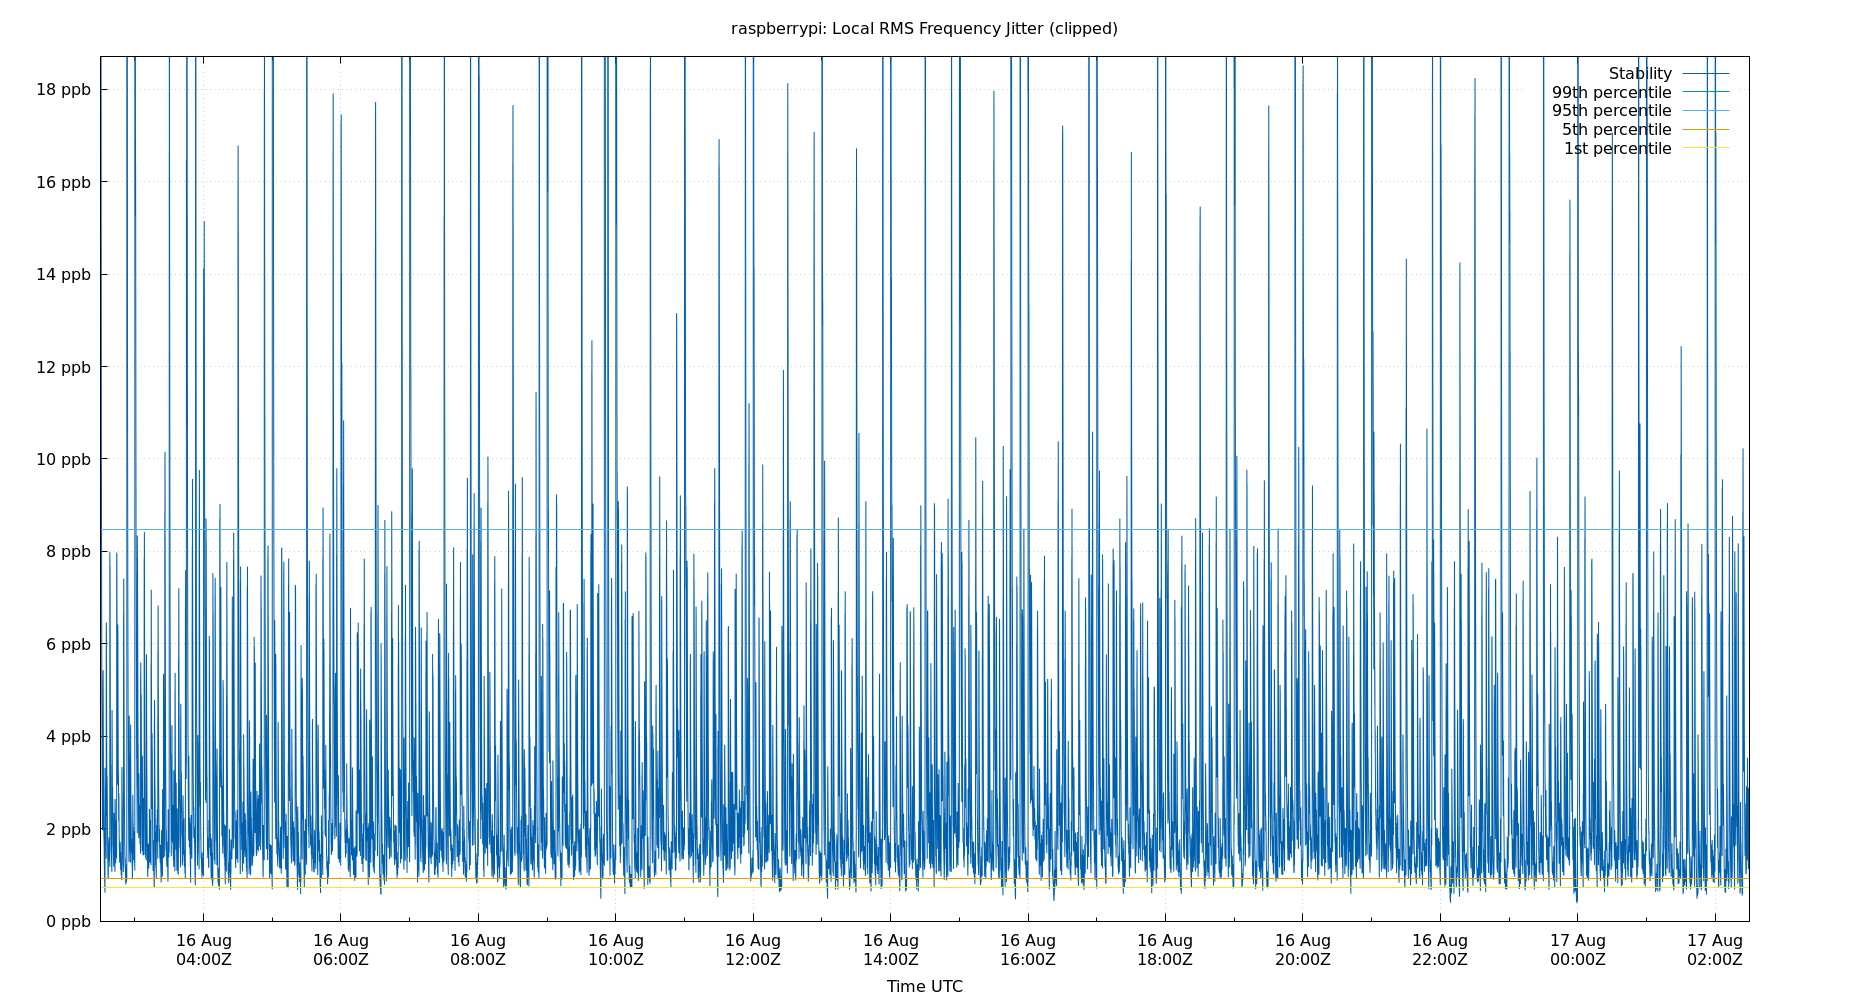 raspberrypi: Local RMS Frequency Jitter (clipped)
Stability
99th percentile
95th percentile
5th percentile
1st percentile
18 ppb
16 ppb
14 ppb
12 ppb
10 ppb
8 ppb
6 ppb
4 ppb
2 ppb
0 ppb
16 Aug 16 Aug 16 Aug 16 Aug 16 Aug 16 Aug 16 Aug 16 Aug 16 Aug 16 Aug 17 Aug 17 Aug
04:00Z 06:00Z 08:00Z 10:00Z 12:00Z 14:00Z 16:00Z 18:00Z 20:00Z 22:00Z 00:00Z 02:00Z
Time UTC